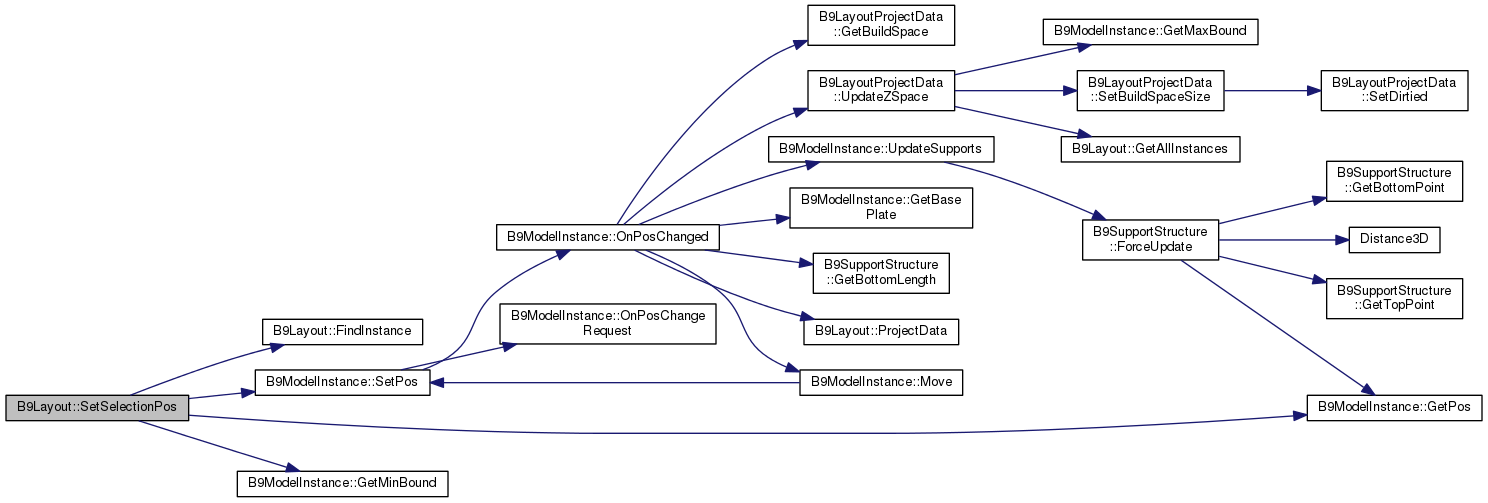 B9LayoutProjectData
::GetBuildSpace
B9ModelInstance::GetMaxBound
B9LayoutProjectData
::UpdateZSpace
B9LayoutProjectData
::SetBuildSpaceSize
B9LayoutProjectData
::SetDirtied
B9ModelInstance::UpdateSupports
B9Layout::GetAllInstances
B9ModelInstance::GetBase
Plate
B9SupportStructure
::GetBottomPoint
B9ModelInstance::OnPosChanged
B9SupportStructure
::ForceUpdate
Distance3D
B9SupportStructure
::GetBottomLength
B9SupportStructure
::GetTopPoint
B9Layout::FindInstance
B9ModelInstance::OnPosChange
Request
B9Layout::ProjectData
B9ModelInstance::SetPos
B9ModelInstance::Move
B9Layout::SetSelectionPos
B9ModelInstance::GetPos
B9ModelInstance::GetMinBound